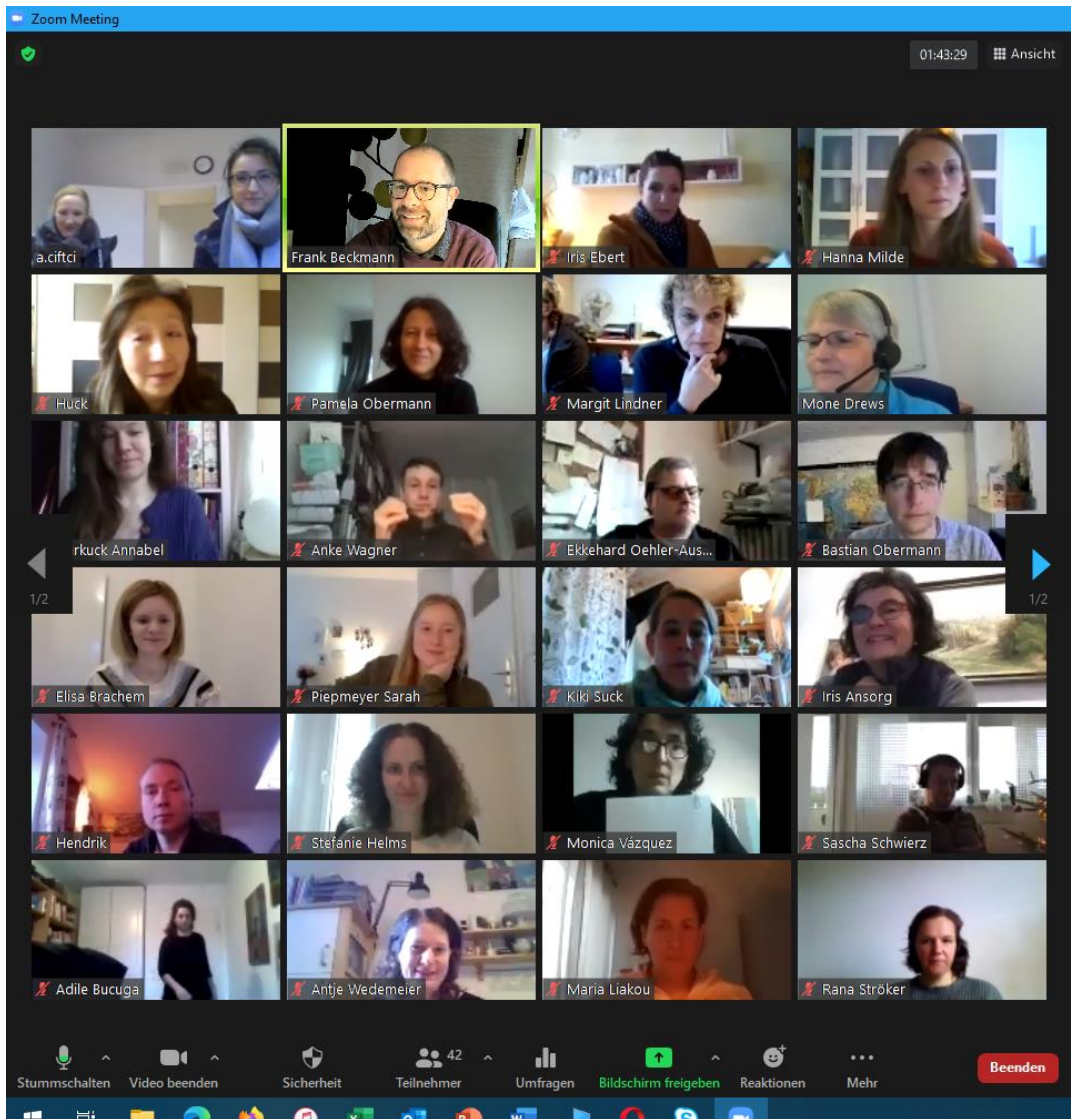 Zoom Meeting
01:43:29
Ansicht
a.ciftci
Frank Beckmann
Iris Ebert
Hanna Milde
Huck
Pamela Obermann
Margit Lindner
Mone Drews
rkuck Annabel
Anke Wagner
Ekkehard Oehler-Aus...
Bastian Obermann
1/2
1/2
Elisa Brachem
Piepmeyer Sarah
Kiki Suck
Iris Ansorg
Hendrik
Stefanie Helms
Monica Vázquez
Sascha Schwierz
Adile Bucuga
Antje Wedemeier
Maria Liakou
Rana Ströker
42
Stummschalten
Video beenden
Sicherheit
Teilnehmer
Umfragen
Bildschirm freigeben
Reaktionen
Mehr
Beenden